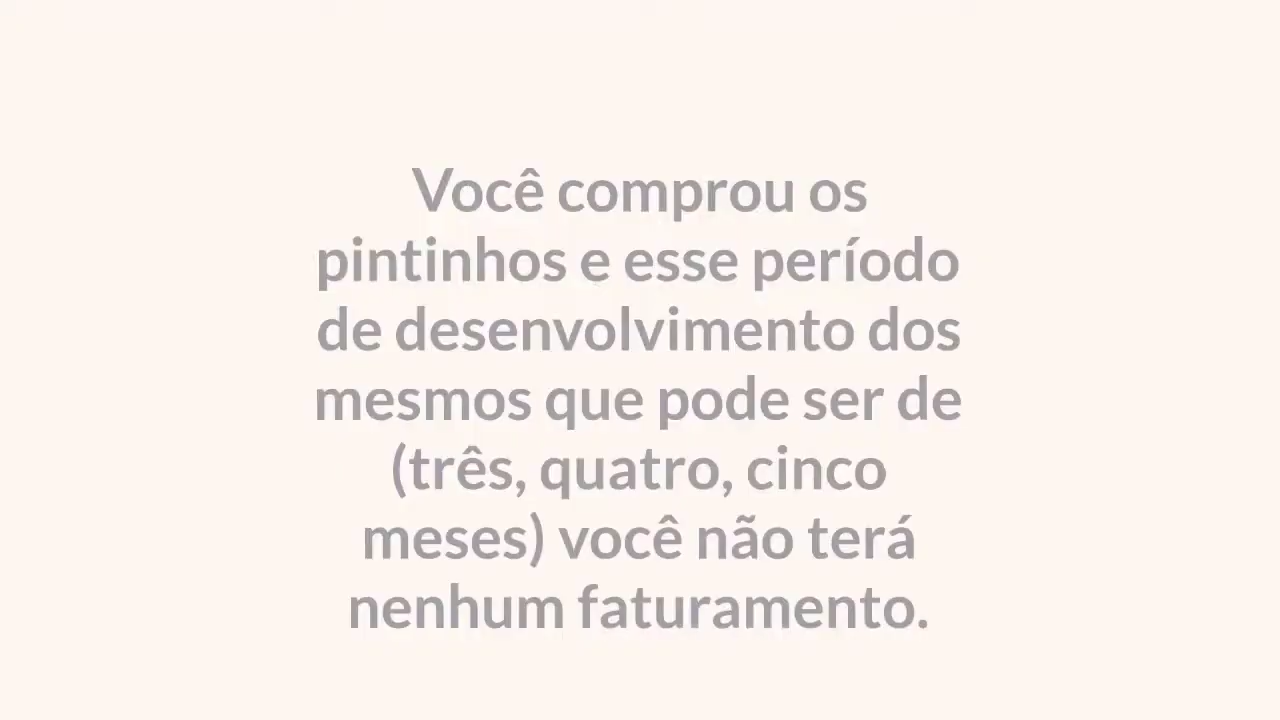 Você comprou os
pintinhos e esse período
de desenvolvimento dos
mesmos que pode ser de
(três, quatro, cinco
meses) você não terá
nenhum faturamento.